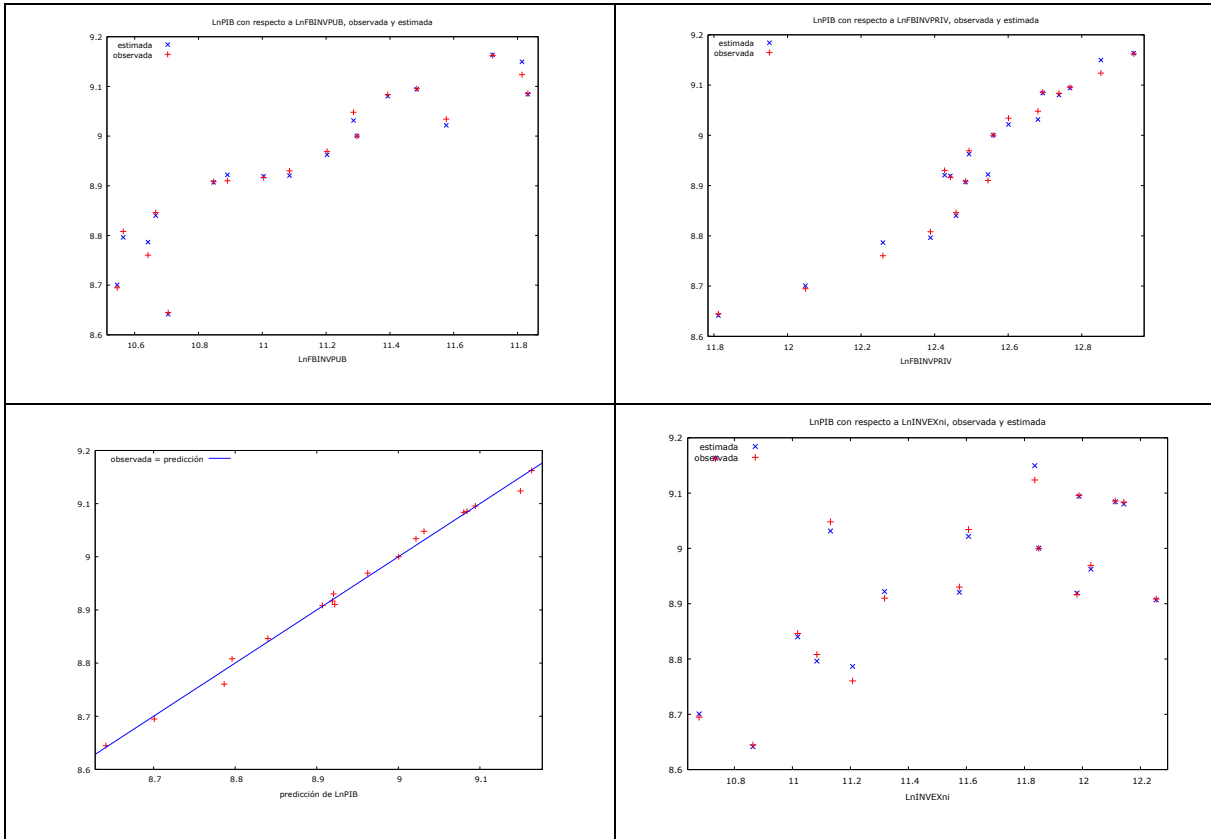 LnPIB con respecto a LnFBINVPUB, observada y estimada
estimada
observada
9.2
9.1
9
8.9
8.8
8.7
8.6
10.6 10.8 11 11.2 11.4 11.6 11.8
LnFBINVPUB
LnPIB con respecto a LnFBINVPRIV, observada y estimada
estimada
observada
9.2
9.1
9
8.9
8.8
8.7
8.6
11.8 12 12.2 12.4 12.6 12.8
LnFBINVPRIV
observada = predicción
9.2
9.1
9
8.9
8.8
8.7
8.6
8.7 8.8 8.9 9 9.1
predicción de LnPIB
LnPIB con respecto a LnINVEXni, observada y estimada
estimada
observada
9.2
9.1
9
8.9
8.8
8.7
8.6
10.8 11 11.2 11.4 11.6 11.8 12 12.2
LnINVEXni